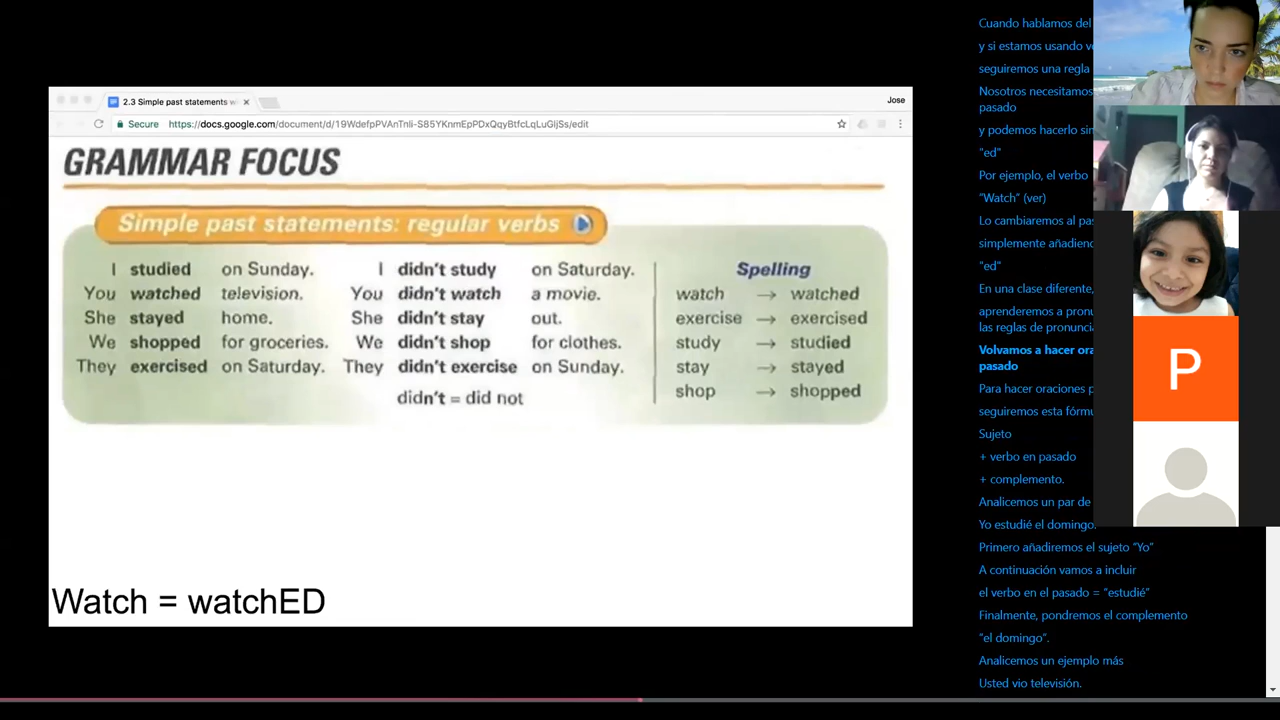 2.3 Simple past statements w
Jose
Secure
https://docs.google.com/document/d/19WdefpPVAnTnli-S85YKnmEpPDxQqyBtfcLqLuGIjSs/edit
GRAMMAR FOCUS
Simple past statements: regular verbs
I studied on Sunday.
You watched television.
She stayed home.
We shopped for groceries.
They exercised on Saturday.
I didn't study on Saturday.
You didn't watch a movie.
She didn't stay out.
We didn't shop for clothes.
They didn't exercise on Sunday.
didn't = did not
Spelling
watch → watched
exercise → exercised
study → studied
stay → stayed
shop → shopped
Watch = watchED
Cuando hablamos del
y si estamos usando
seguiremos una regla
Nosotros necesitamos
pasado
y podemos hacerlo
"ed"
Por ejemplo, el verbo
"Watch" (ver)
Lo cambiaremos al
simplemente
"ed"
En una clase diferente,
aprenderemos a
las reglas de
Volvamos a hacer
pasado
Para hacer oraciones
seguiremos esta
Sujeto
+ verbo en pasado
+ complemento.
Analicemos un par de
Yo estudié el domingo.
Primero añadiremos el sujeto "Yo"
A continuación vamos a incluir
el verbo en el pasado = "estudié"
Finalmente, pondremos el complemento
"el domingo".
Analicemos un ejemplo más
Usted vio televisión.
P